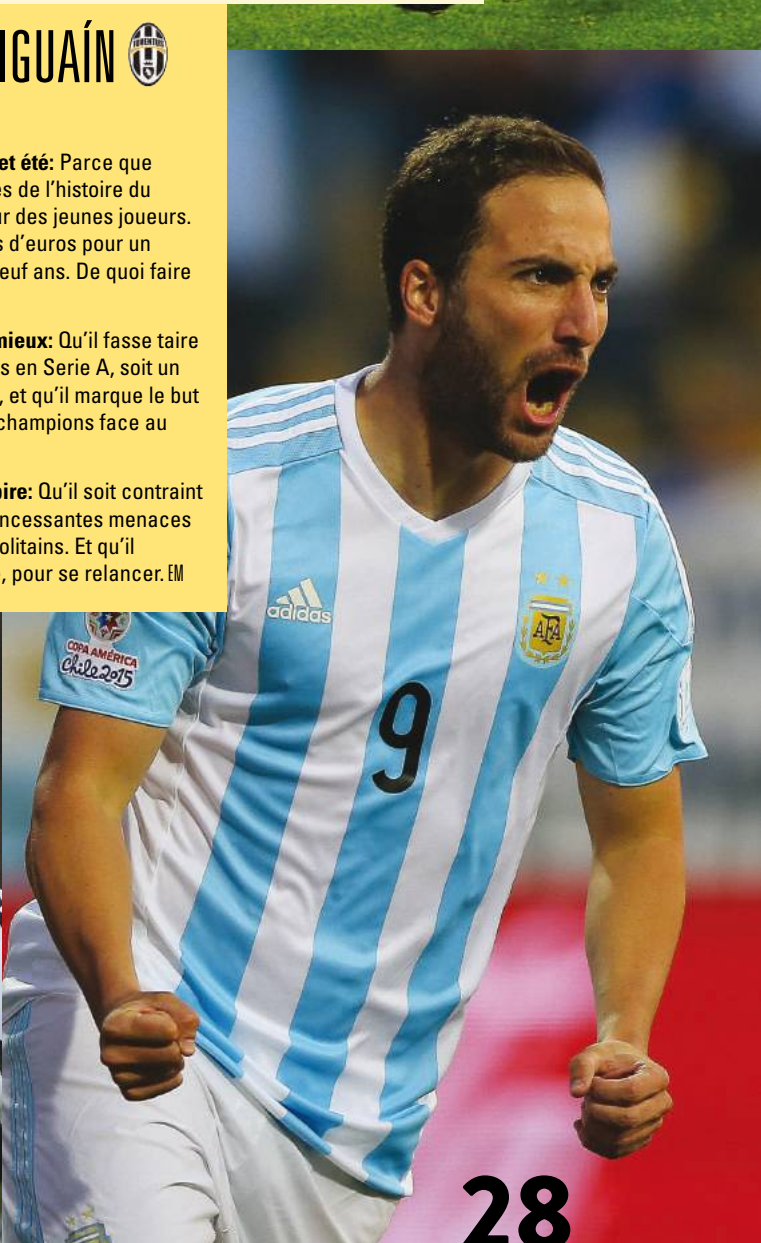 IGUAÍN
et été: Parce que
es de l'histoire du
ur des jeunes joueurs.
s d'euros pour un
euf ans. De quoi faire
mieux: Qu'il fasse taire
s en Serie A, soit un
, et qu'il marque le but
champions face au
pire: Qu'il soit contraint
ncessantes menaces
olitains. Et qu'il
, pour se relancer. EM
adidas
AFA
COPA AMÉRICA
Chile2015
9
28